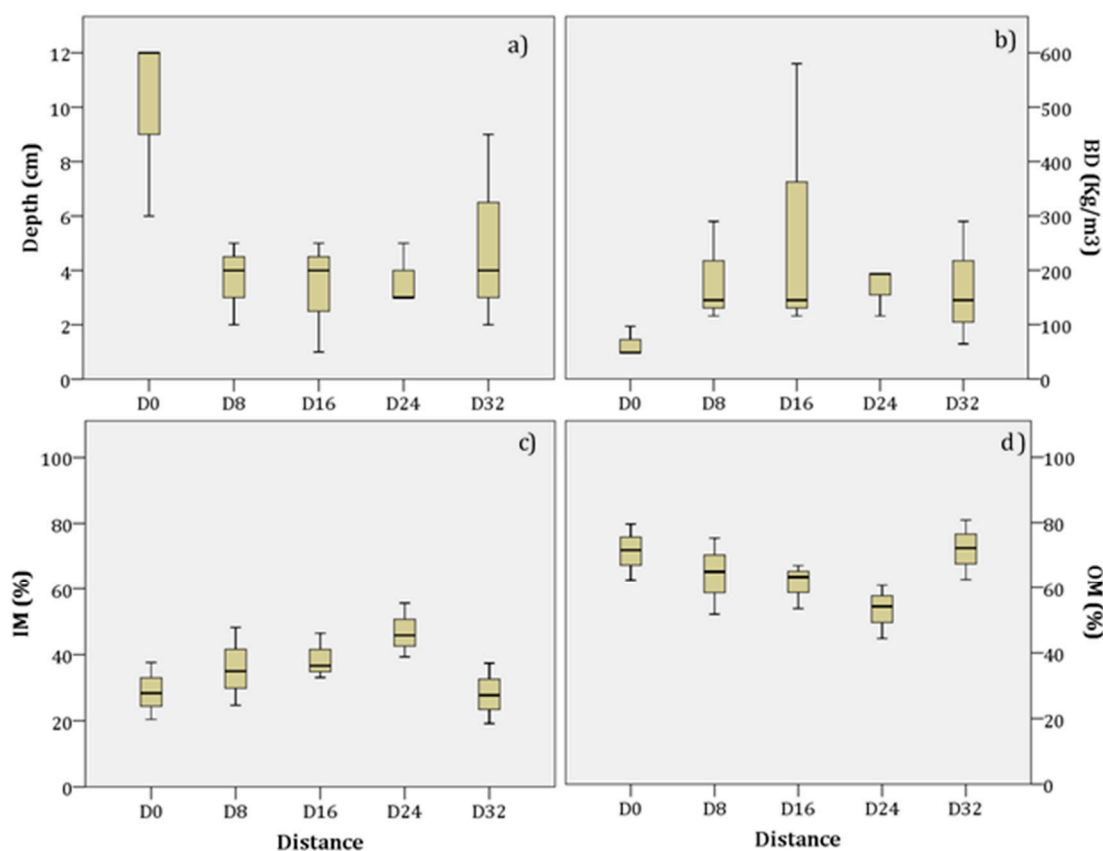 a)
12
10
8
6
4
2
0
Depth (cm)
D0 D8 D16 D24 D32
b)
600
500
400
300
200
100
0
BD (Kg/m3)
D0 D8 D16 D24 D32
c)
100
80
60
40
20
0
IM (%)
D0 D8 D16 D24 D32
Distance
d)
100
80
60
40
20
0
OM (%)
D0 D8 D16 D24 D32
Distance